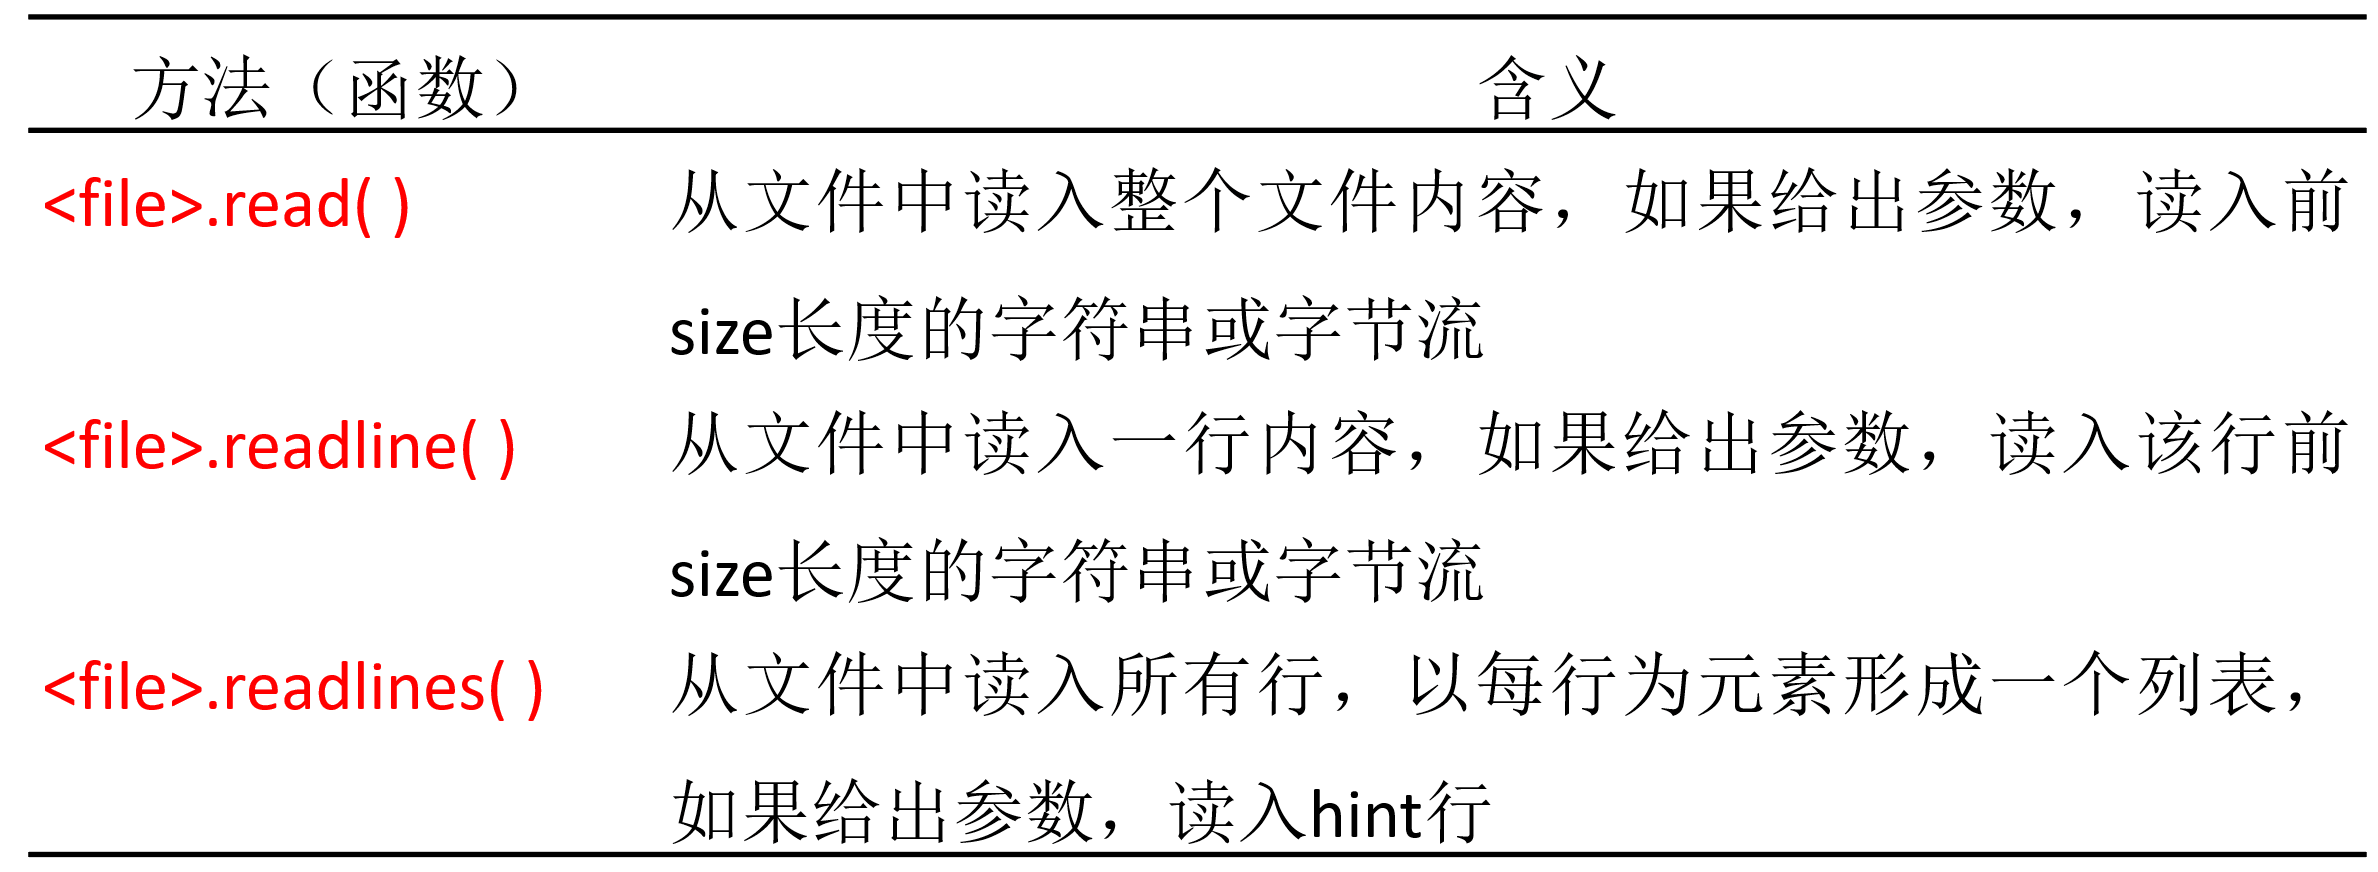 方法（函数） 含义
<file>.read( ) 从文件中读入整个文件内容，如果给出参数，读入前
size长度的字符串或字节流
<file>.readline( ) 从文件中读入一行内容，如果给出参数，读入该行前
size长度的字符串或字节流
<file>.readlines( ) 从文件中读入所有行，以每行为元素形成一个列表，
如果给出参数，读入hint行